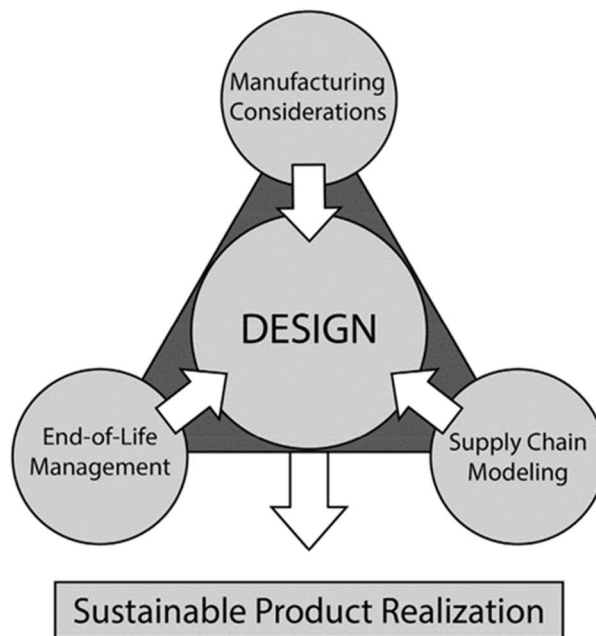 Manufacturing
Considerations
DESIGN
End-of-Life
Management
Supply Chain
Modeling
Sustainable Product Realization